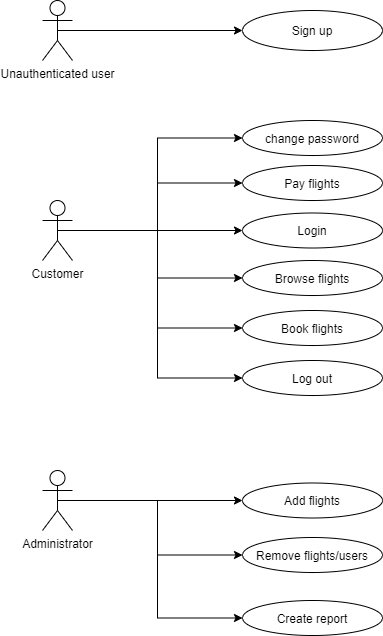 Sign up
Unauthenticated user
change password
Pay flights
Login
Customer
Browse flights
Book flights
Log out
Add flights
Administrator
Remove flights/users
Create report